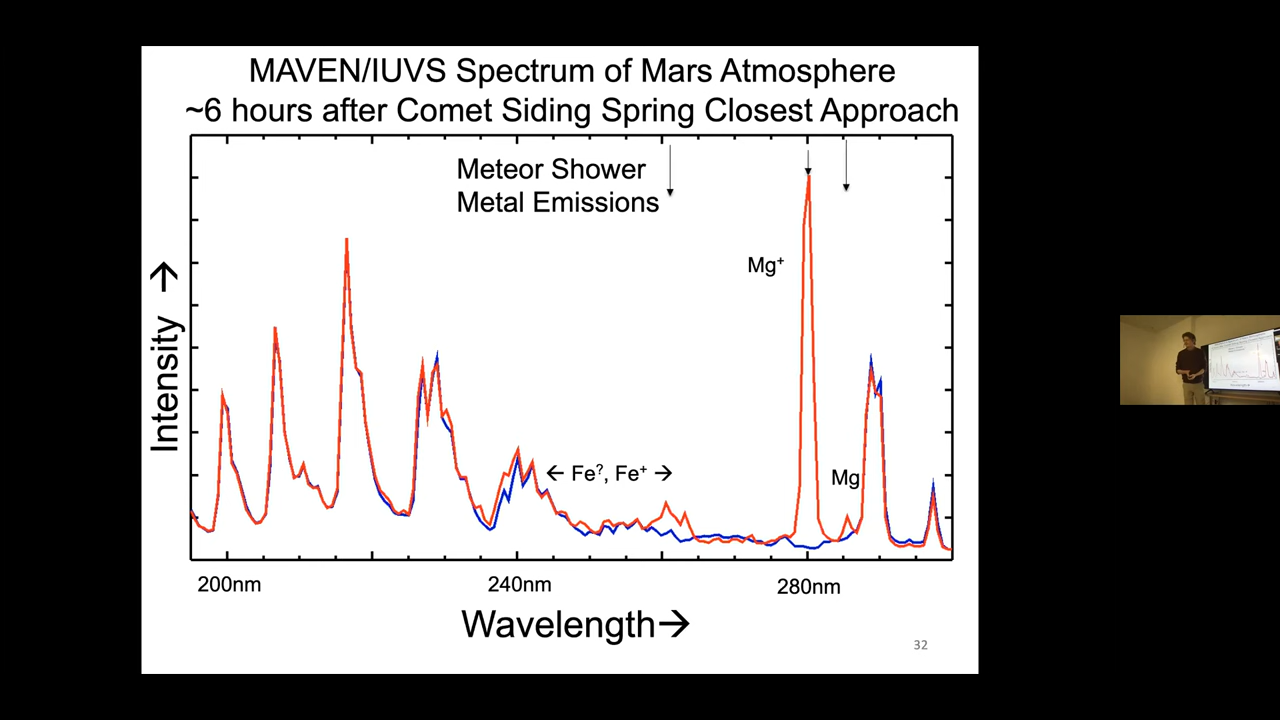 MAVEN/IUVS Spectrum of Mars Atmosphere
~6 hours after Comet Siding Spring Closest Approach
Meteor Shower
Metal Emissions
Mg⁺
← Fe?, Fe⁺ →
Mg
Intensity →
200nm 240nm 280nm
Wavelength→
32